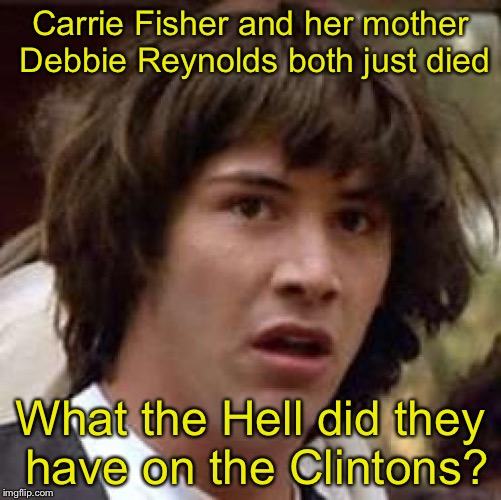 Carrie Fisher and her mother
Debbie Reynolds both just died
What the Hell did they
have on the Clintons?
imgflip.com